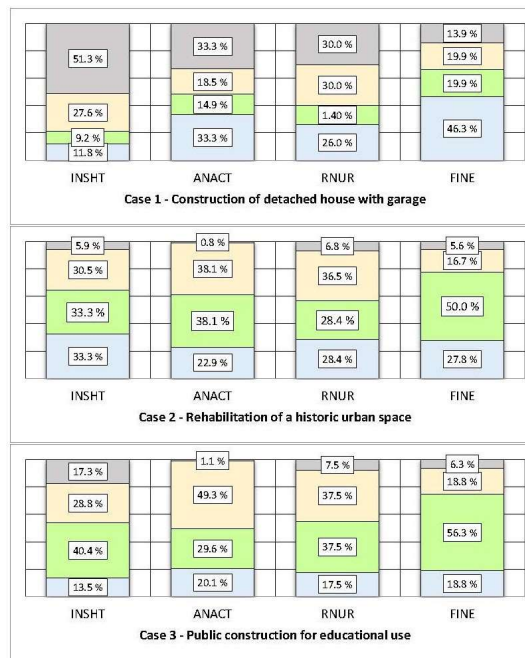 51.3 % 33.3 % 30.0 % 13.9 %
27.6 % 18.5 % 30.0 % 19.9 %
9.2 % 14.9 % 1.40 % 19.9 %
11.8 % 33.3 % 26.0 % 46.3 %
INSHT ANACT RNUR FINE
Case 1 - Construction of detached house with garage
5.9 % 0.8 % 6.8 % 5.6 %
30.5 % 38.1 % 36.5 % 16.7 %
33.3 % 38.1 % 28.4 % 50.0 %
33.3 % 22.9 % 28.4 % 27.8 %
INSHT ANACT RNUR FINE
Case 2 - Rehabilitation of a historic urban space
17.3 % 1.1 % 7.5 % 6.3 %
28.8 % 49.3 % 37.5 % 18.8 %
40.4 % 29.6 % 37.5 % 56.3 %
13.5 % 20.1 % 17.5 % 18.8 %
INSHT ANACT RNUR FINE
Case 3 - Public construction for educational use